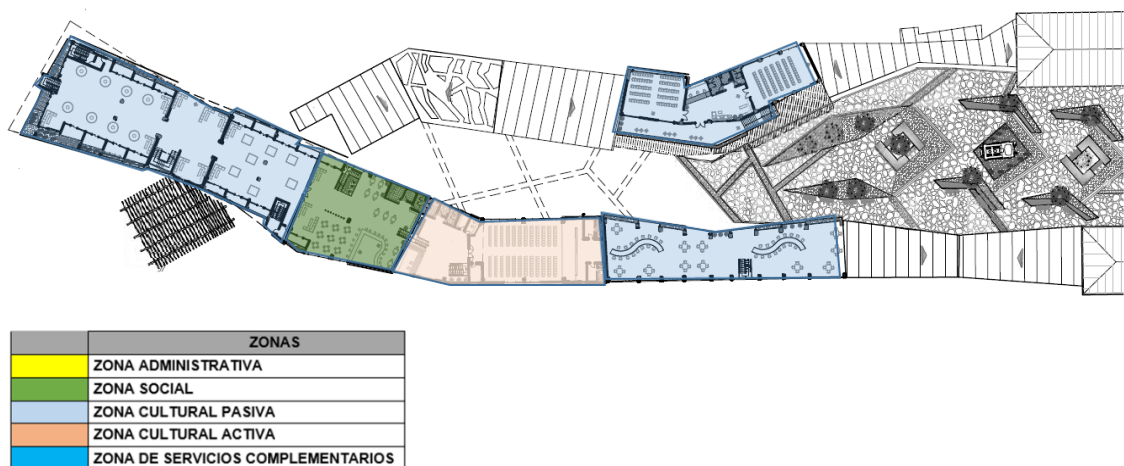 ZONAS
ZONA ADMINISTRATIVA
ZONA SOCIAL
ZONA CULTURAL PASIVA
ZONA CULTURAL ACTIVA
ZONA DE SERVICIOS COMPLEMENTARIOS